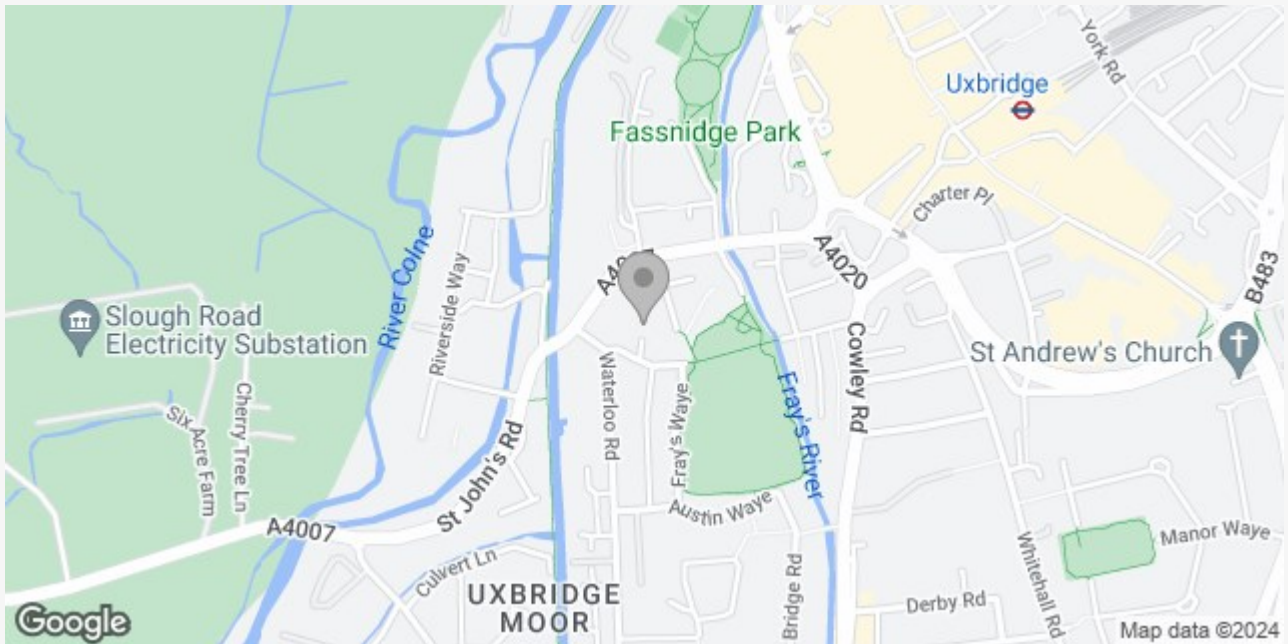 York Rd
Uxbridge
Fassnidge Park
Charter Pl
A4020
B483
River Colne
Riverside Way
Slough Road
Electricity Substation
St Andrew's Church
Cowley Rd
Fray's River
Waterloo Rd
Fray's Waye
Cherry Tree Ln
Six Acre Farm
St John's Rd
Austin Waye
A4007
Manor Waye
Whitehall Rd
Culvert Ln
UXBRIDGE
MOOR
Bridge Rd
Derby Rd
Google
Map data ©2024